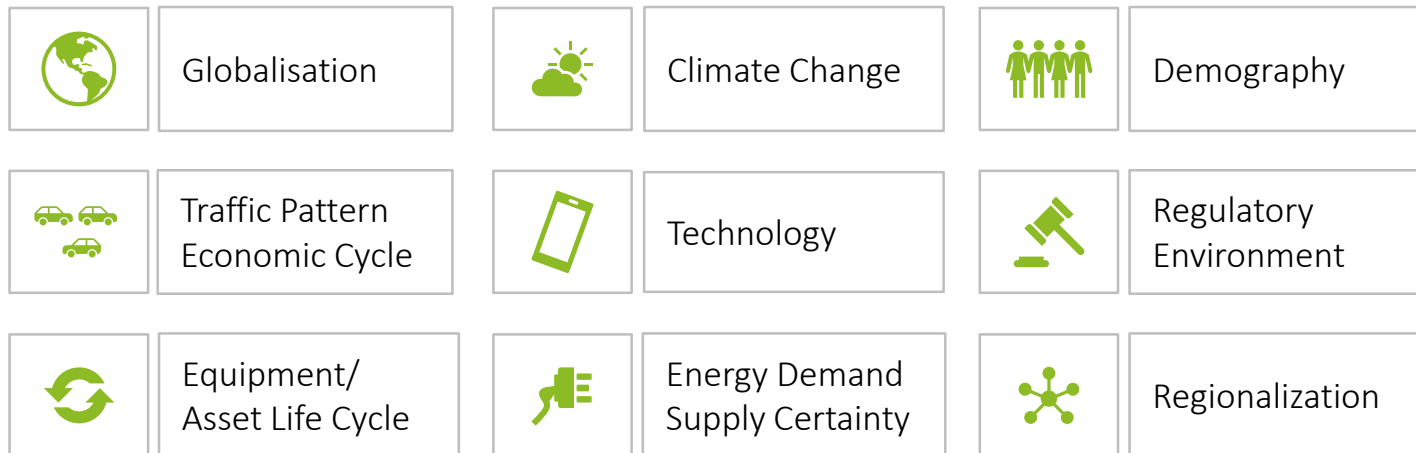 Globalisation
Climate Change
Demography
Traffic Pattern
Economic Cycle
Technology
Regulatory
Environment
Equipment/
Asset Life Cycle
Energy Demand
Supply Certainty
Regionalization